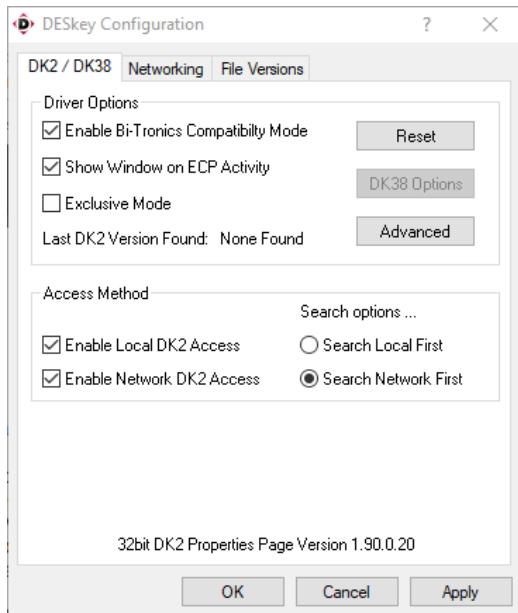 DESkey Configuration
DK2 / DK38 Networking File Versions
Driver Options
Enable Bi-Tronics Compatibilty Mode
Reset
Show Window on ECP Activity
DK38 Options
Exclusive Mode
Last DK2 Version Found: None Found
Advanced
Access Method
Search options ...
Enable Local DK2 Access
Search Local First
Enable Network DK2 Access
Search Network First
32bit DK2 Properties Page Version 1.90.0.20
OK Cancel Apply